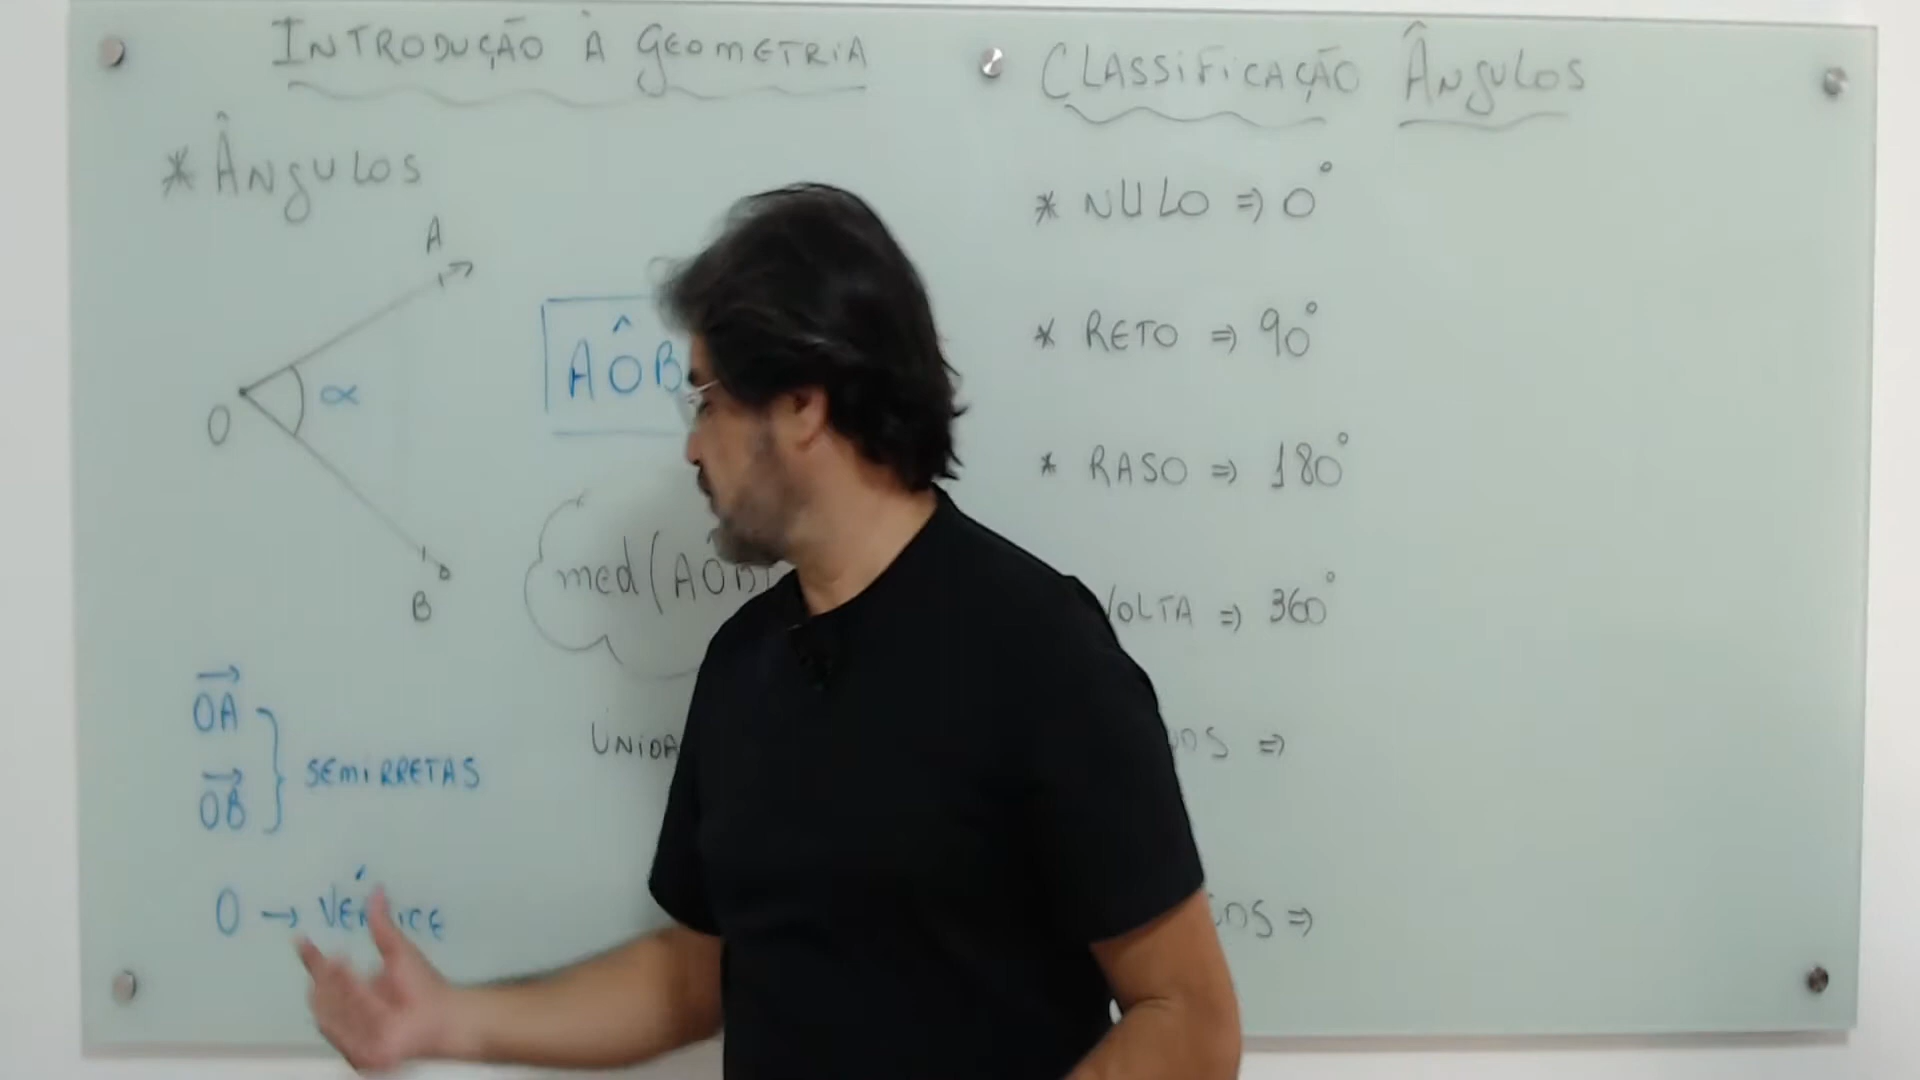 INTRODUÇÃO À GEOMETRIA
* ÂNGULOS
A
O
α
B
AÔB
med(AÔB)
OA
OB
SEMIRRETAS
O → VÉRTICE
CLASSIFICAÇÃO ÂNGULOS
* NULO ⇒ 0°
* RETO ⇒ 90°
* RASO ⇒ 180°
VOLTA ⇒ 360°
⇒
⇒